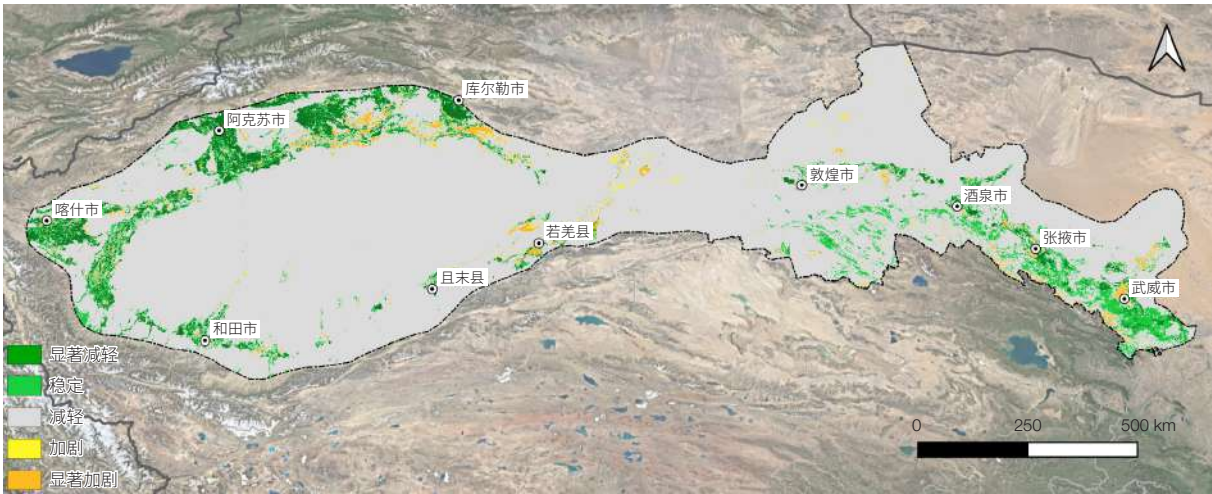 库尔勒市
阿克苏市
敦煌市
酒泉市
喀什市
若羌县
张掖市
且末县
武威市
和田市
显著减轻
稳定
减轻
加剧
显著加剧
0 250 500 km